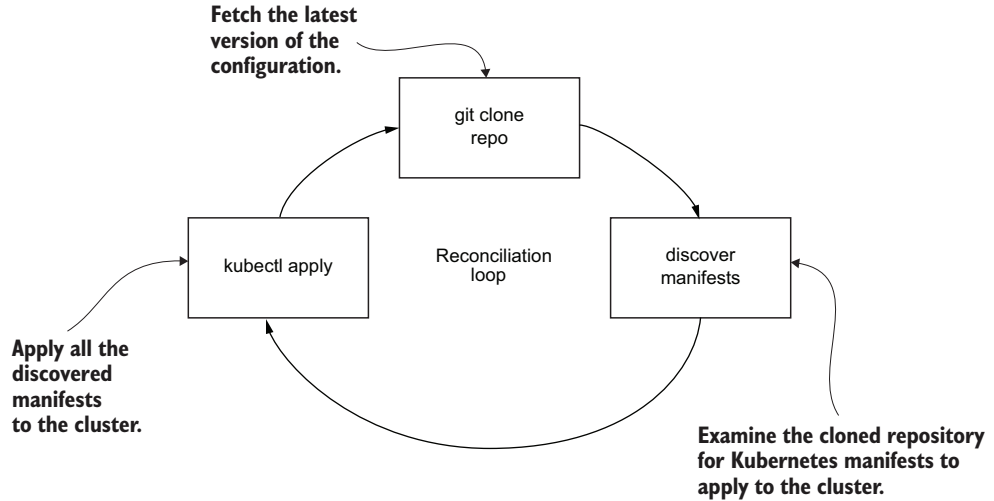 Fetch the latest
version of the
configuration.
git clone
repo
kubectl apply
Reconciliation
loop
discover
manifests
Apply all the
discovered
manifests
to the cluster.
Examine the cloned repository
for Kubernetes manifests to
apply to the cluster.